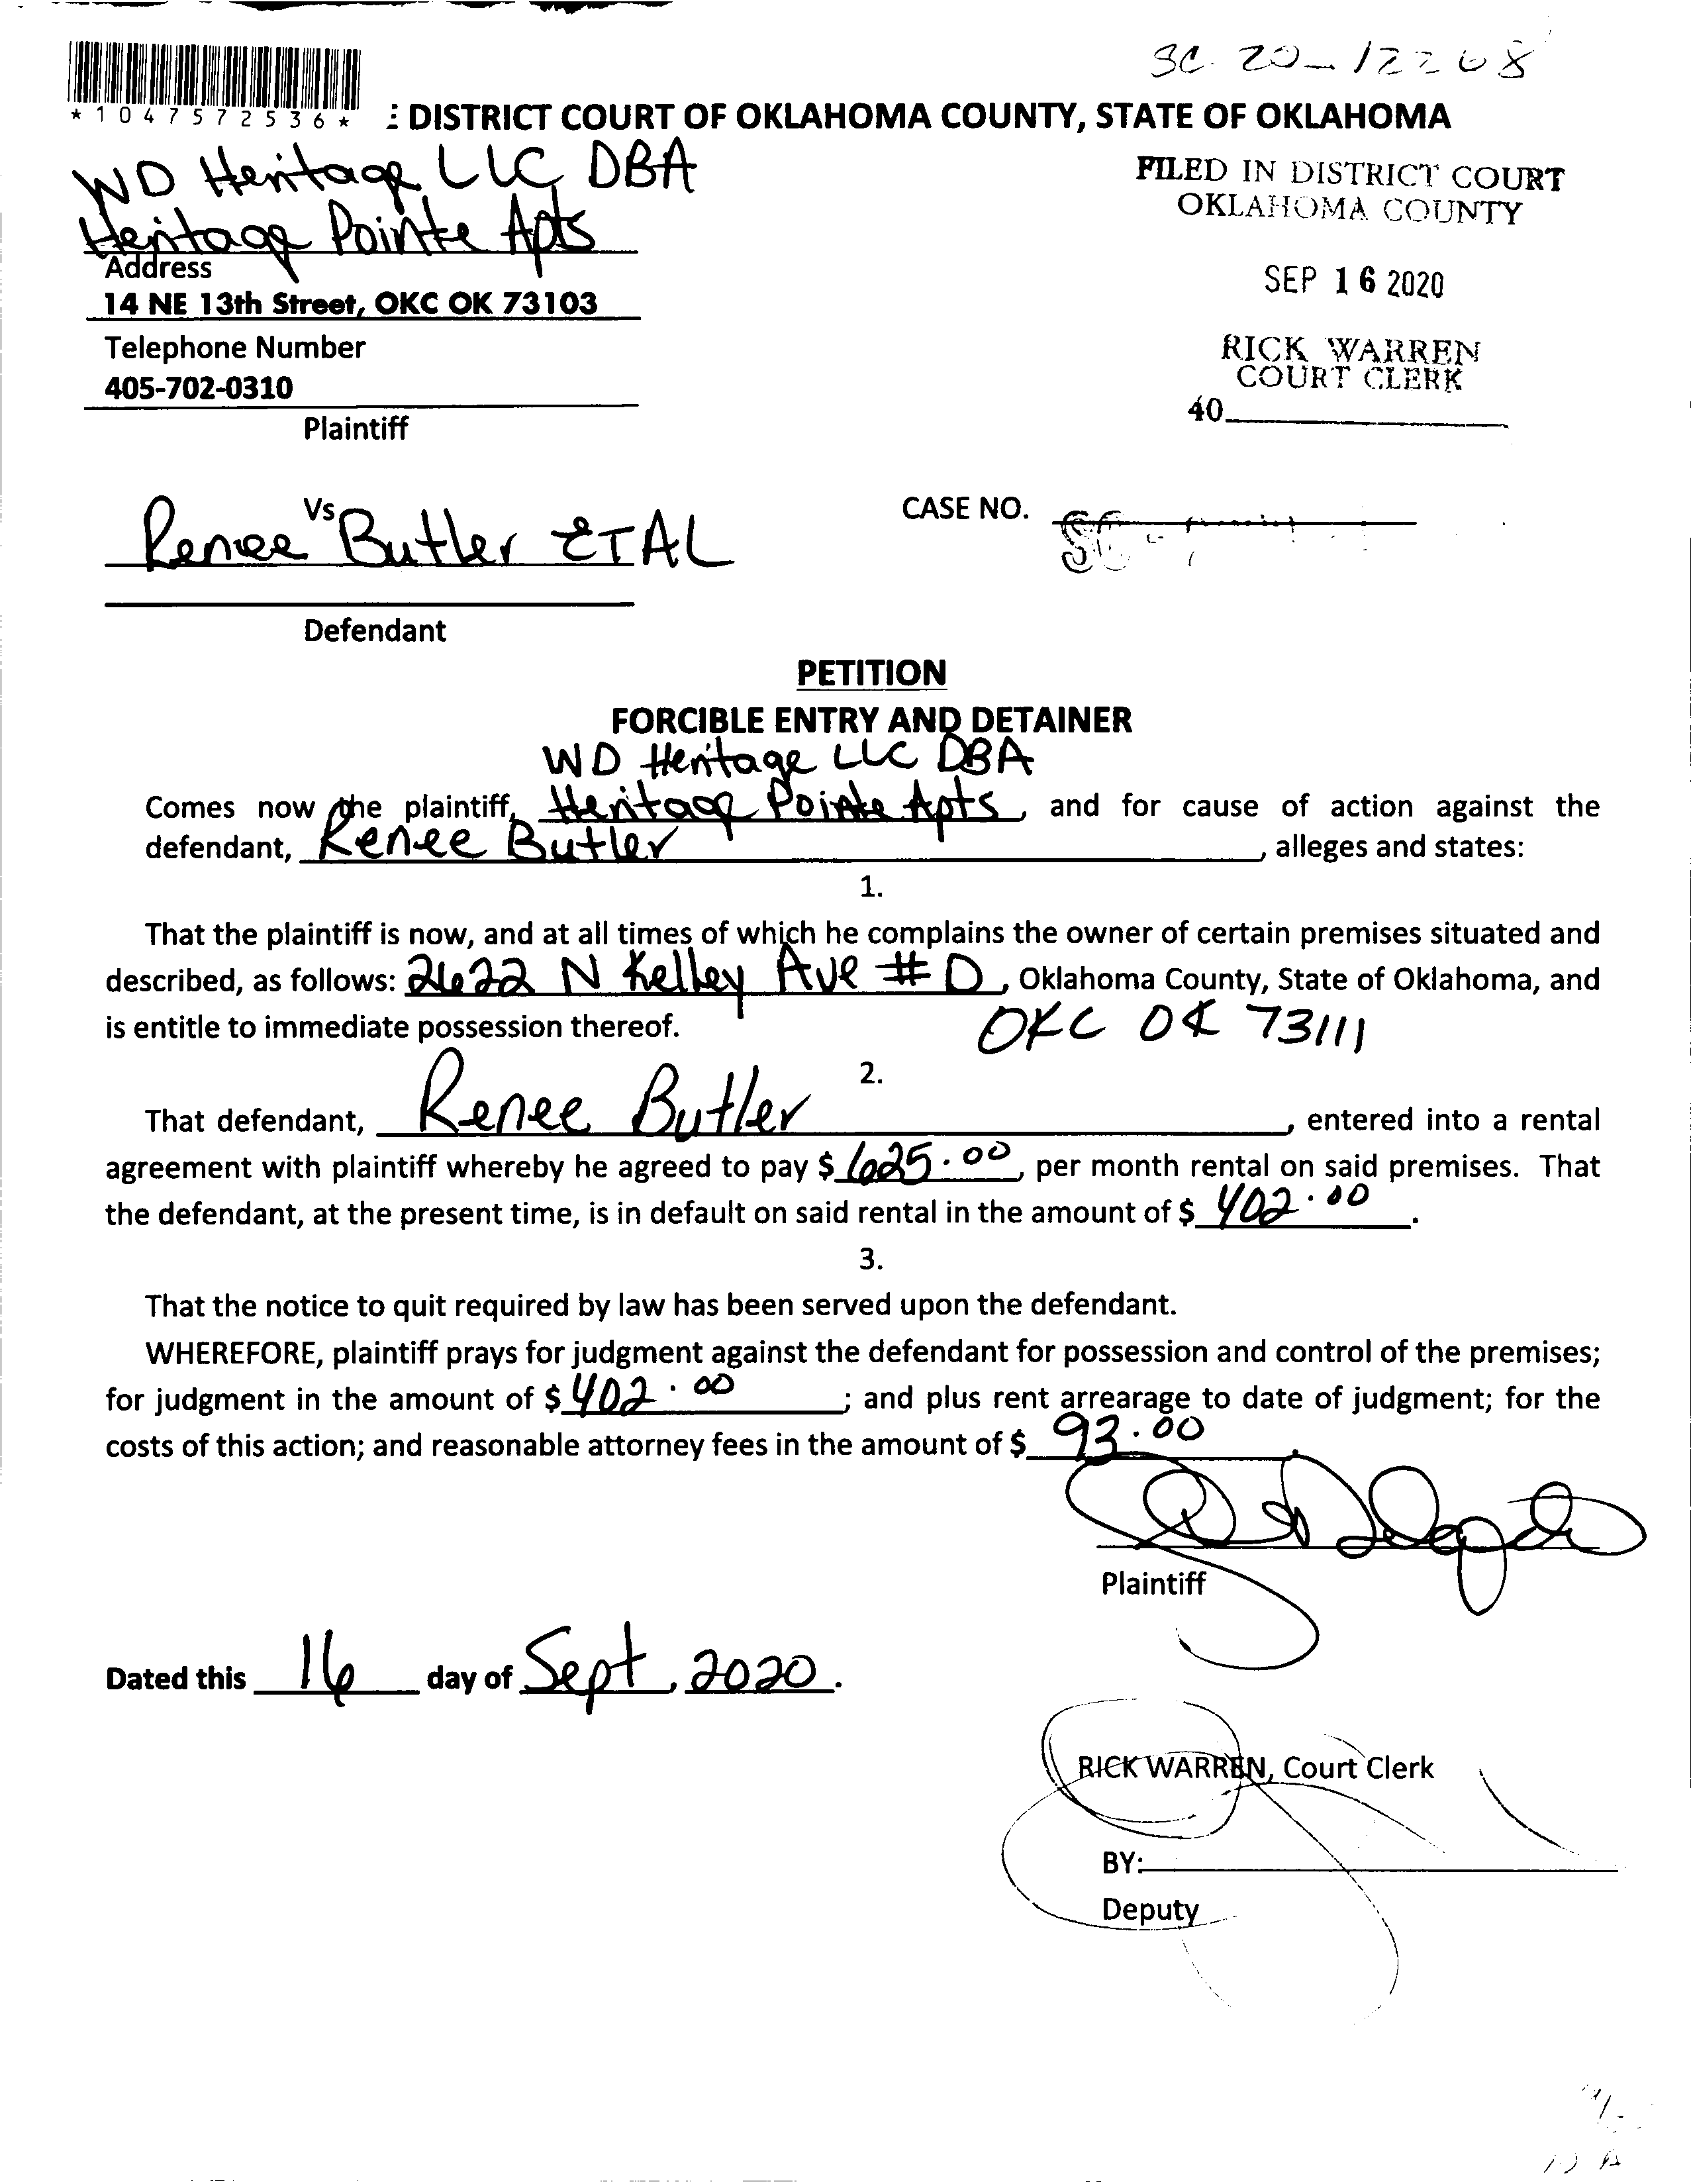 SC-20-12268
*1047572536*
: DISTRICT COURT OF OKLAHOMA COUNTY, STATE OF OKLAHOMA
WD Heritage LLC DBA
Heritage Pointe Apts
FILED IN DISTRICT COURT
OKLAHOMA COUNTY
Address
14 NE 13th Street, OKC OK 73103
SEP 16 2020
Telephone Number
405-702-0310
RICK WARREN
COURT CLERK
40
Plaintiff
Vs
CASE NO.
Renee Butler ETAL
Defendant
PETITION
FORCIBLE ENTRY AND DETAINER
WD Heritage LLC DBA
Comes now the plaintiff, Heritage Pointe Apts, and for cause of action against the
defendant, Renee Butler, alleges and states:
1.
That the plaintiff is now, and at all times of which he complains the owner of certain premises situated and
described, as follows: 2622 N Kelley Ave #D, Oklahoma County, State of Oklahoma, and
is entitle to immediate possession thereof. OKC OK 73111
2.
That defendant, Renee Butler, entered into a rental
agreement with plaintiff whereby he agreed to pay $ 625.00, per month rental on said premises. That
the defendant, at the present time, is in default on said rental in the amount of $ 402.00.
3.
That the notice to quit required by law has been served upon the defendant.
WHEREFORE, plaintiff prays for judgment against the defendant for possession and control of the premises;
for judgment in the amount of $ 402.00; and plus rent arrearage to date of judgment; for the
costs of this action; and reasonable attorney fees in the amount of $ 93.00
Plaintiff
Dated this 16 day of Sept, 2020.
RICK WARREN, Court Clerk
BY:
Deputy